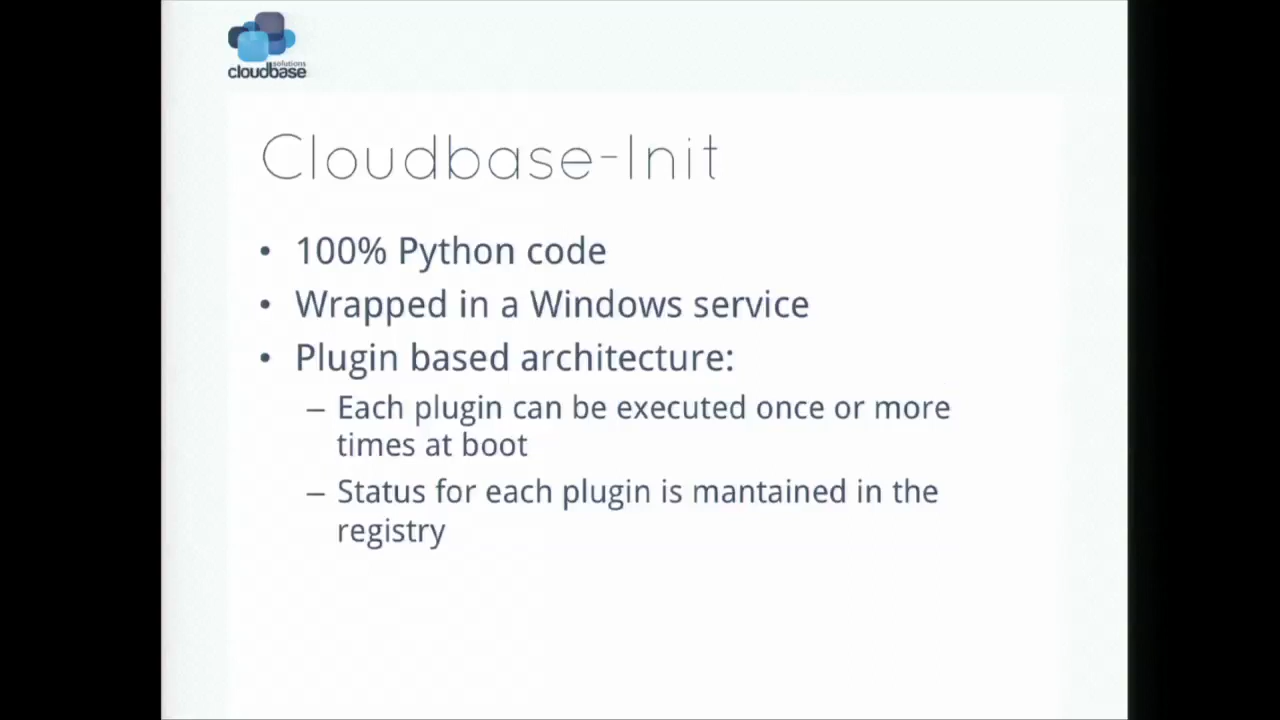 solutions
cloudbase
Cloudbase-Init
• 100% Python code
• Wrapped in a Windows service
• Plugin based architecture:
– Each plugin can be executed once or more
times at boot
– Status for each plugin is mantained in the
registry